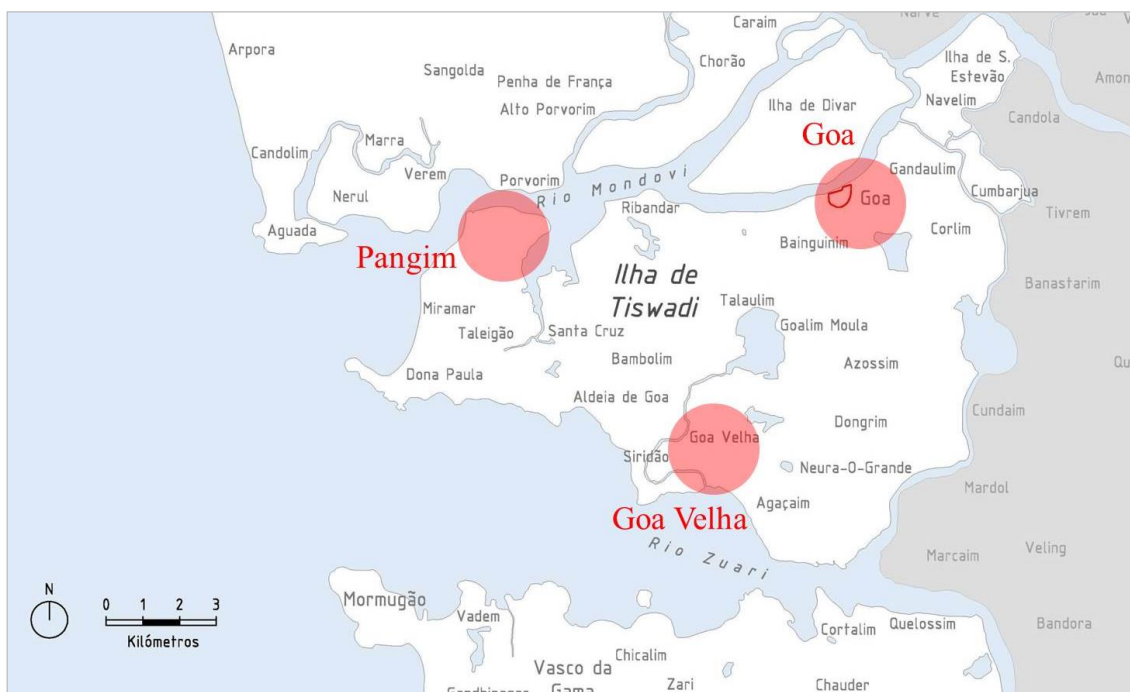 Caraim
Narve
Arpora
Sangolda
Penha de França
Chorão
Ilha de S.
Estevão
Alto Porvorim
Ilha de Divar
Navelim
Candola
Goa
Marra
Candolim
Verem
Porvorim
Gandaulim
Nerul
Rio Mondovi
Ribandar
Goa
Cumbarjua
Tivrem
Aguada
Pangim
Bainguinim
Corlim
Ilha de
Tiswadi
Banastarim
Miramar
Talaulim
Taleigão
Santa Cruz
Goalim Moula
Bambolim
Azossim
Dona Paula
Aldeia de Goa
Cundaim
Dongrim
Goa Velha
Siridão
Neura-O-Grande
Mardol
Agaçaim
Goa Velha
Rio Zuari
Marcaim
Veling
N
0 1 2 3
Kilómetros
Mormugão
Vadem
Cortalim
Quelossim
Bandora
Vasco da
Gama
Chicalim
Zari
Chauder